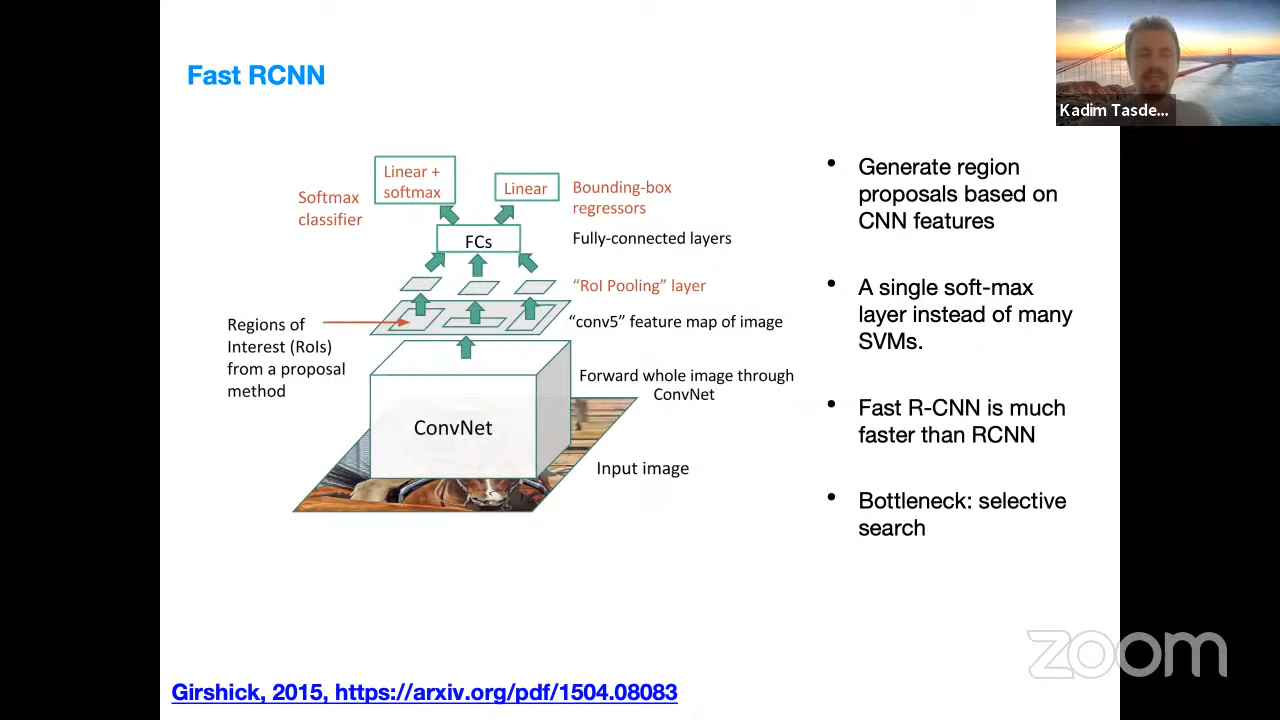 Fast RCNN
Kadim Tasde...
Linear +
softmax
Softmax
classifier
Linear
Bounding-box
regressors
FCs
Fully-connected layers
"RoI Pooling" layer
Regions of
Interest (RoIs)
from a proposal
method
"conv5" feature map of image
Forward whole image through
ConvNet
ConvNet
Input image
• Generate region
proposals based on
CNN features
• A single soft-max
layer instead of many
SVMs.
• Fast R-CNN is much
faster than RCNN
• Bottleneck: selective
search
zoom
Girshick, 2015, https://arxiv.org/pdf/1504.08083